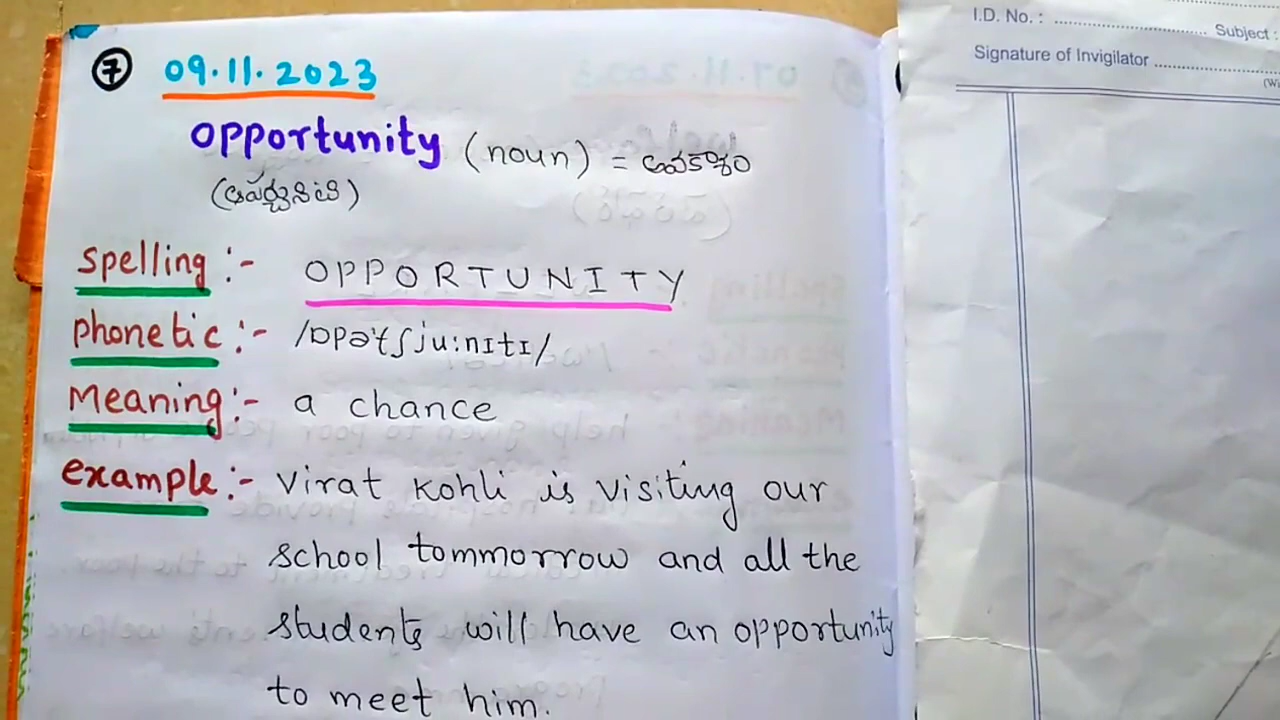 7 09.11.2023
opportunity (noun) = అవకాశం
(ఆపర్చునిటి)
Spelling :- OPPORTUNITY
Phonetic :- /ɒpətʃjuːnɪtɪ/
Meaning :- a chance
example :- Virat Kohli is visiting our
school tommorrow and all the
students will have an opportunity
to meet him.
I.D. No. :
Subject :
Signature of Invigilator